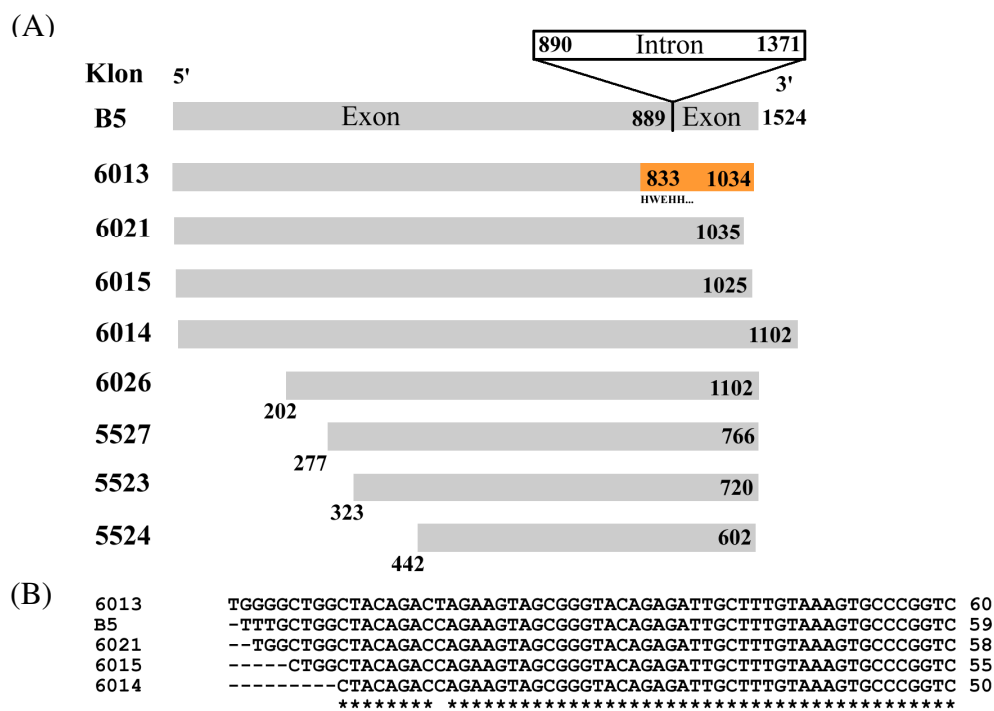 (A)
890 Intron 1371
Klon 5' 3'
B5 Exon 889 Exon 1524
6013 833 1034
HWEHH...
6021 1035
6015 1025
6014 1102
6026 1102
202
5527 766
277
5523 720
323
5524 602
442
(B)
6013 TGGGGCTGGCTACAGACTAGAAGTAGCGGGTACAGAGATTGCTTTGTAAAGTGCCCGGTC 60
B5 -TTTGCTGGCTACAGACCAGAAGTAGCGGGTACAGAGATTGCTTTGTAAAGTGCCCGGTC 59
6021 --TGGCTGGCTACAGACCAGAAGTAGCGGGTACAGAGATTGCTTTGTAAAGTGCCCGGTC 58
6015 -----CTGGCTACAGACCAGAAGTAGCGGGTACAGAGATTGCTTTGTAAAGTGCCCGGTC 55
6014 ---------CTACAGACCAGAAGTAGCGGGTACAGAGATTGCTTTGTAAAGTGCCCGGTC 50
******** ******************************************